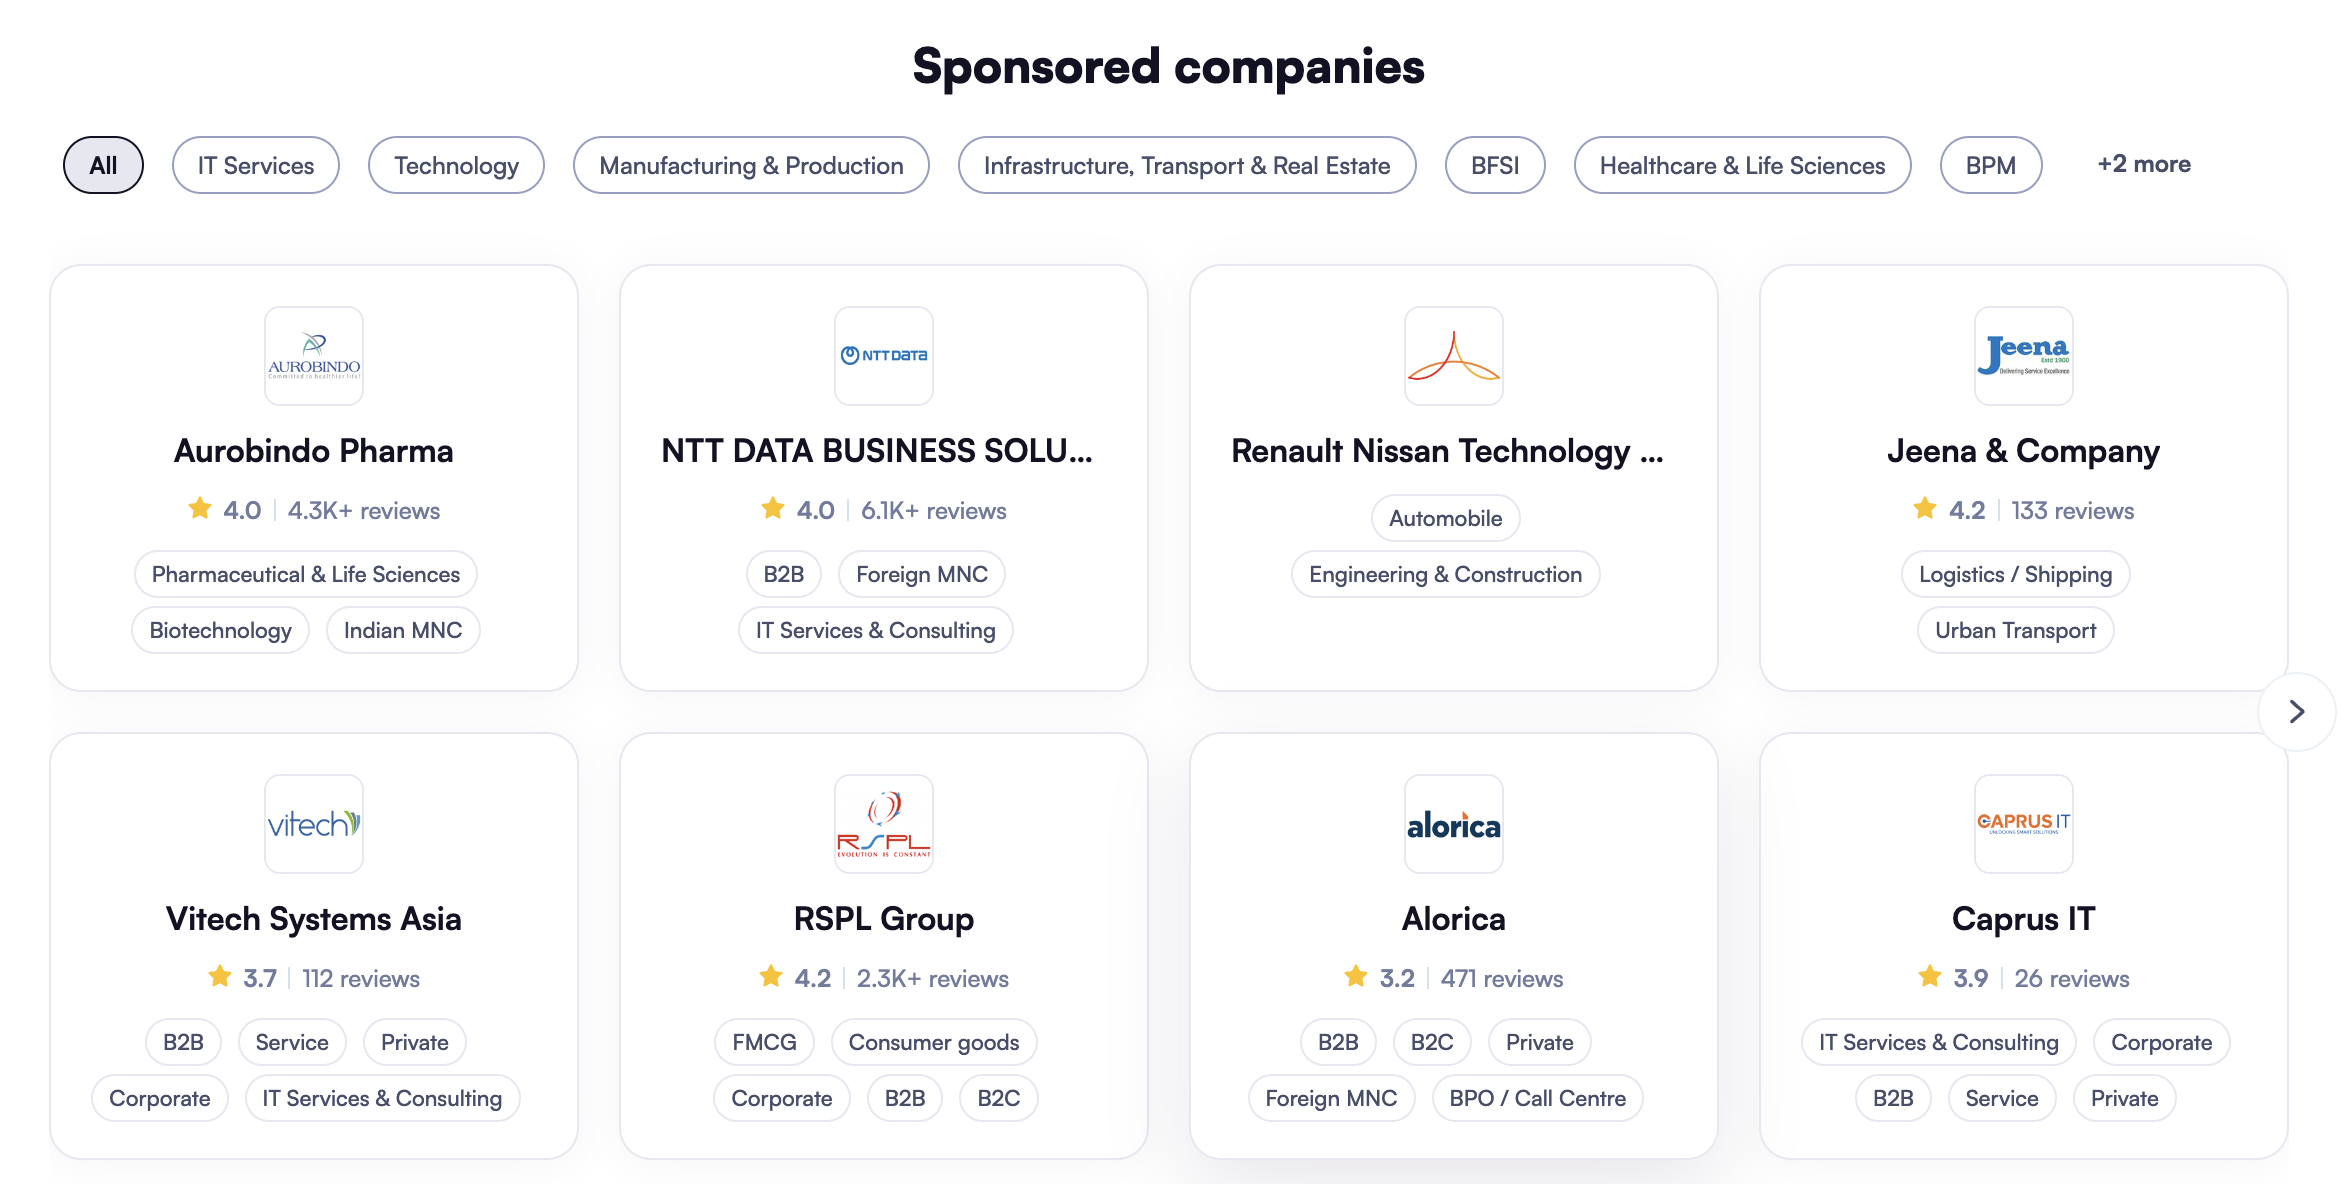 Sponsored companies
All IT Services Technology Manufacturing & Production Infrastructure, Transport & Real Estate BFSI Healthcare & Life Sciences BPM +2 more
AUROBINDO
Committed to healthier life!
Aurobindo Pharma
4.0 | 4.3K+ reviews
Pharmaceutical & Life Sciences
Biotechnology Indian MNC
NTT DATA
NTT DATA BUSINESS SOLU...
4.0 | 6.1K+ reviews
B2B Foreign MNC
IT Services & Consulting
Renault Nissan Technology ...
Automobile
Engineering & Construction
Jeena
Estd 1900
Delivering Service Excellence
Jeena & Company
4.2 | 133 reviews
Logistics / Shipping
Urban Transport
vitech
Vitech Systems Asia
3.7 | 112 reviews
B2B Service Private
Corporate IT Services & Consulting
RSPL
EVOLUTION IS CONSTANT
RSPL Group
4.2 | 2.3K+ reviews
FMCG Consumer goods
Corporate B2B B2C
alorica
Alorica
3.2 | 471 reviews
B2B B2C Private
Foreign MNC BPO / Call Centre
CAPRUS IT
UNLOCKING SMART SOLUTIONS
Caprus IT
3.9 | 26 reviews
IT Services & Consulting Corporate
B2B Service Private